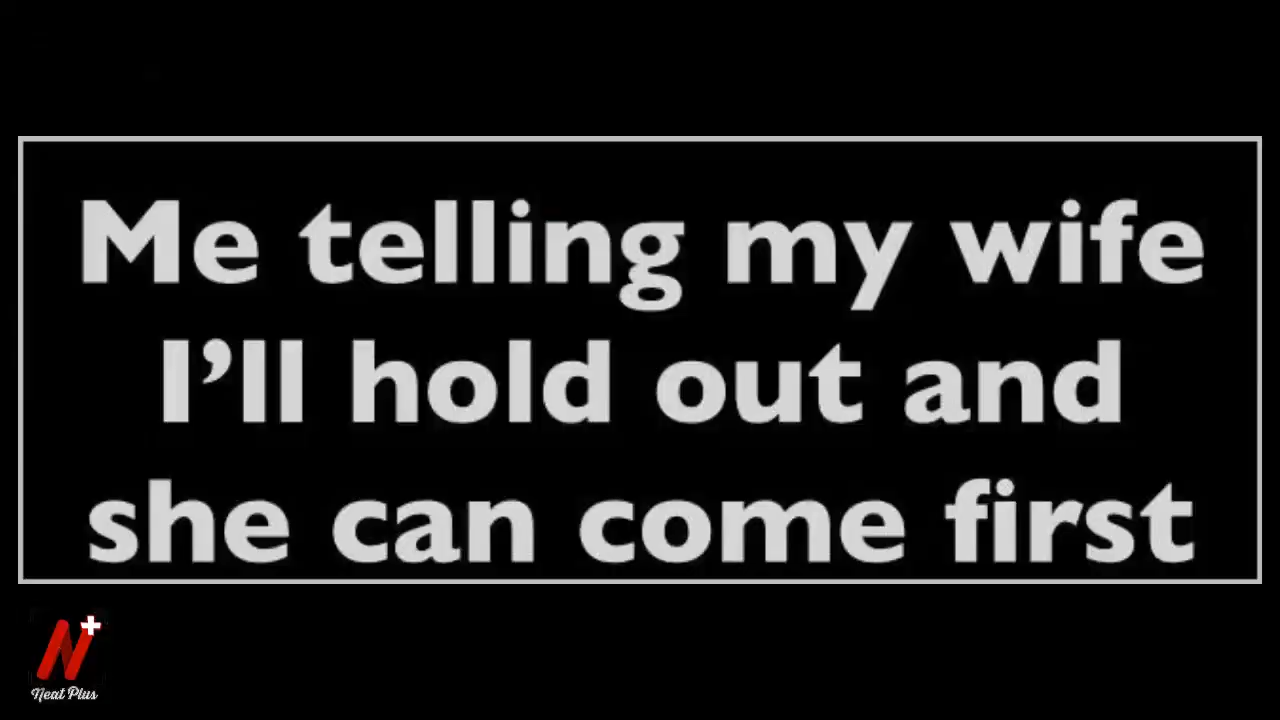 Me telling my wife
I’ll hold out and
she can come first
N+
Neat Plus